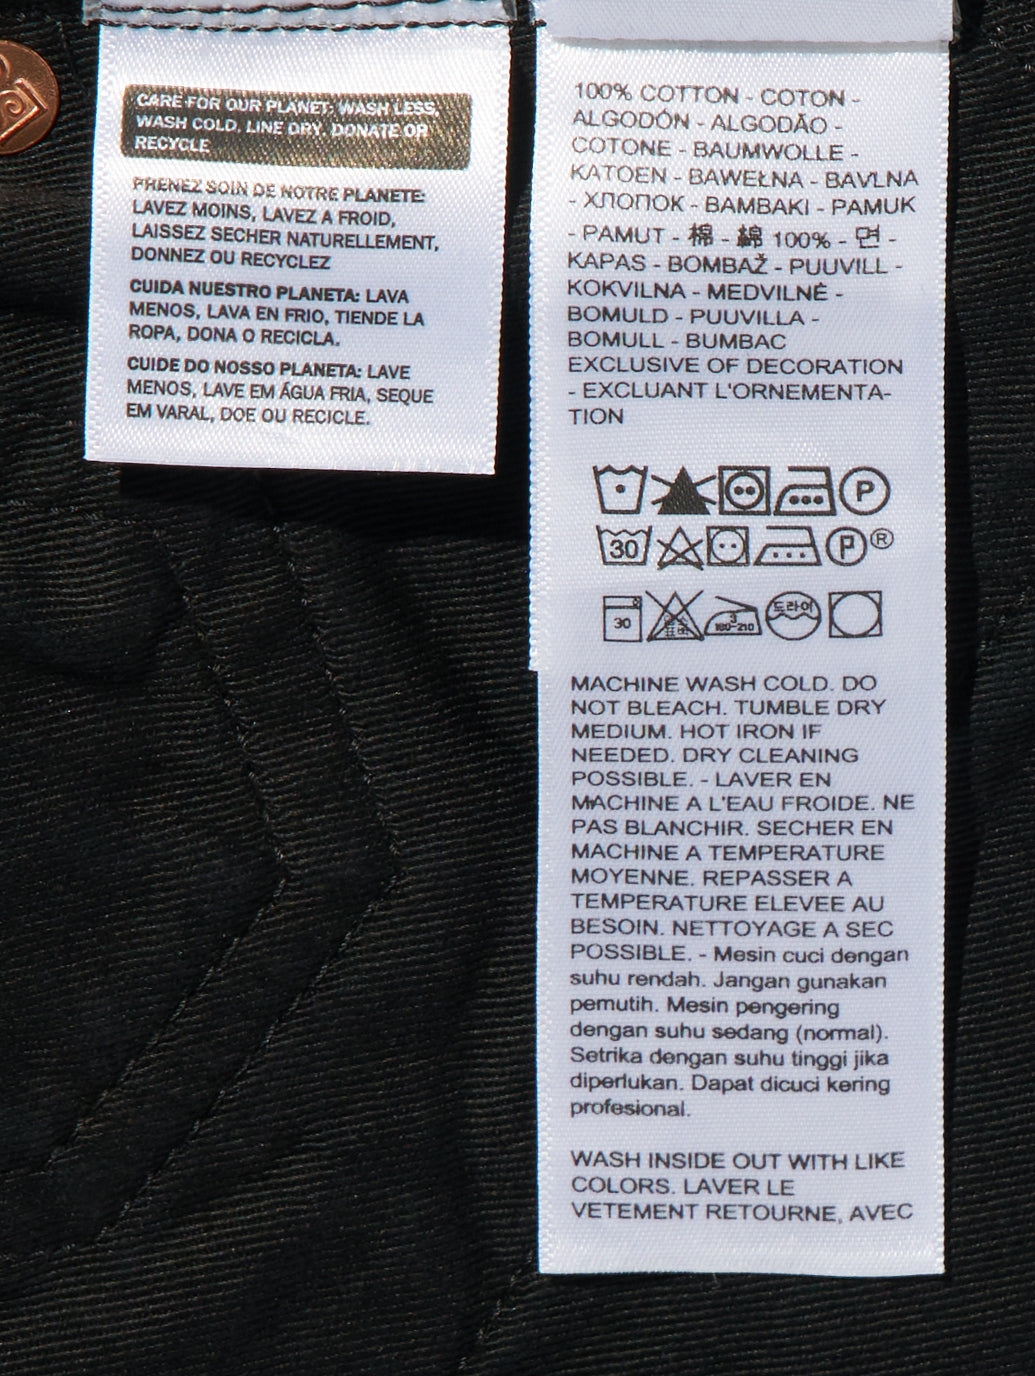 CARE FOR OUR PLANET: WASH LESS,
WASH COLD, LINE DRY, DONATE OR
RECYCLE
PRENEZ SOIN DE NOTRE PLANETE:
LAVEZ MOINS, LAVEZ A FROID,
LAISSEZ SECHER NATURELLEMENT,
DONNEZ OU RECYCLEZ
CUIDA NUESTRO PLANETA: LAVA
MENOS, LAVA EN FRIO, TIENDE LA
ROPA, DONA O RECICLA.
CUIDE DO NOSSO PLANETA: LAVE
MENOS, LAVE EM ÁGUA FRIA, SEQUE
EM VARAL, DOE OU RECICLE.
100% COTTON - COTON -
ALGODÓN - ALGODÃO -
COTONE - BAUMWOLLE -
KATOEN - BAWEŁNA - BAVLNA
- ХЛОПОК - BAMBAKI - PAMUK
- PAMUT - 棉 - 綿 100% - 면 -
KAPAS - BOMBAŽ - PUUVILL -
KOKVILNA - MEDVILNĖ -
BOMULD - PUUVILLA -
BOMULL - BUMBAC
EXCLUSIVE OF DECORATION
- EXCLUANT L'ORNEMENTA-
TION
P
30 P ®
30 3 180-210 드라이
MACHINE WASH COLD. DO
NOT BLEACH. TUMBLE DRY
MEDIUM. HOT IRON IF
NEEDED. DRY CLEANING
POSSIBLE. - LAVER EN
MACHINE A L'EAU FROIDE. NE
PAS BLANCHIR. SECHER EN
MACHINE A TEMPERATURE
MOYENNE. REPASSER A
TEMPERATURE ELEVEE AU
BESOIN. NETTOYAGE A SEC
POSSIBLE. - Mesin cuci dengan
suhu rendah. Jangan gunakan
pemutih. Mesin pengering
dengan suhu sedang (normal).
Setrika dengan suhu tinggi jika
diperlukan. Dapat dicuci kering
profesional.
WASH INSIDE OUT WITH LIKE
COLORS. LAVER LE
VETEMENT RETOURNE, AVEC